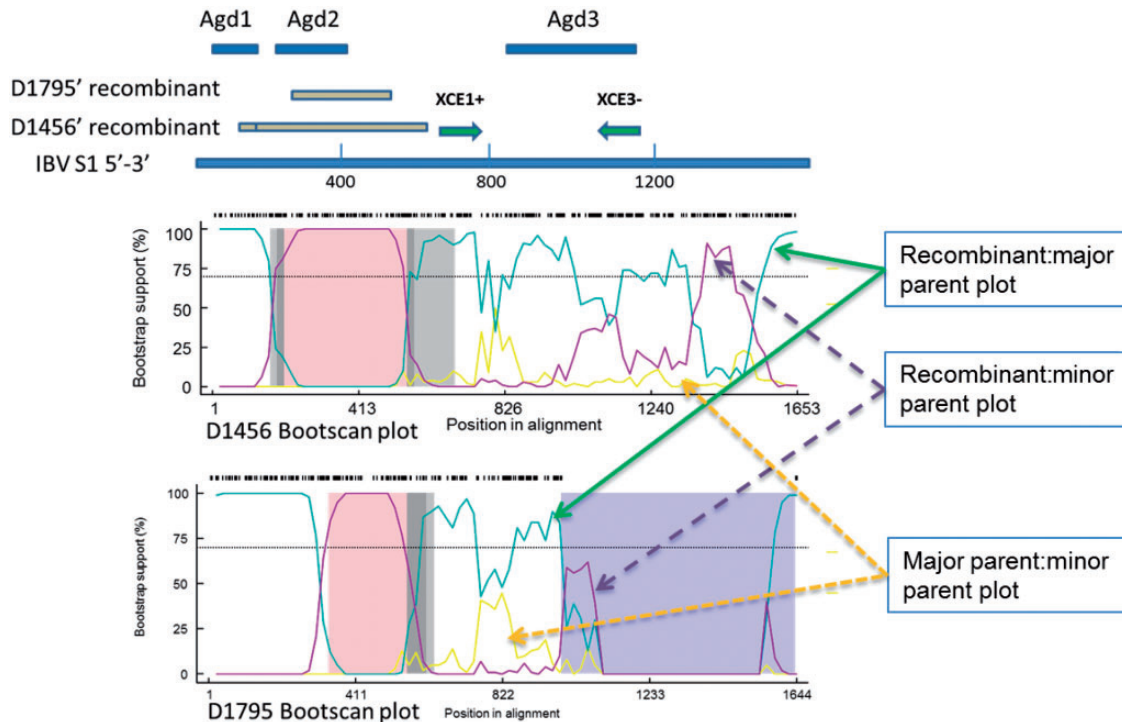 Agd1 Agd2 Agd3
D1795’ recombinant
XCE1+ XCE3-
D1456’ recombinant
IBV S1 5’-3’
400 800 1200
Bootstrap support (%)
100
75
50
25
0
1 413 826 1240 1653
D1456 Bootscan plot Position in alignment
Recombinant:major
parent plot
Recombinant:minor
parent plot
Bootstrap support (%)
100
75
50
25
0
1 411 822 1233 1644
D1795 Bootscan plot Position in alignment
Major parent:minor
parent plot